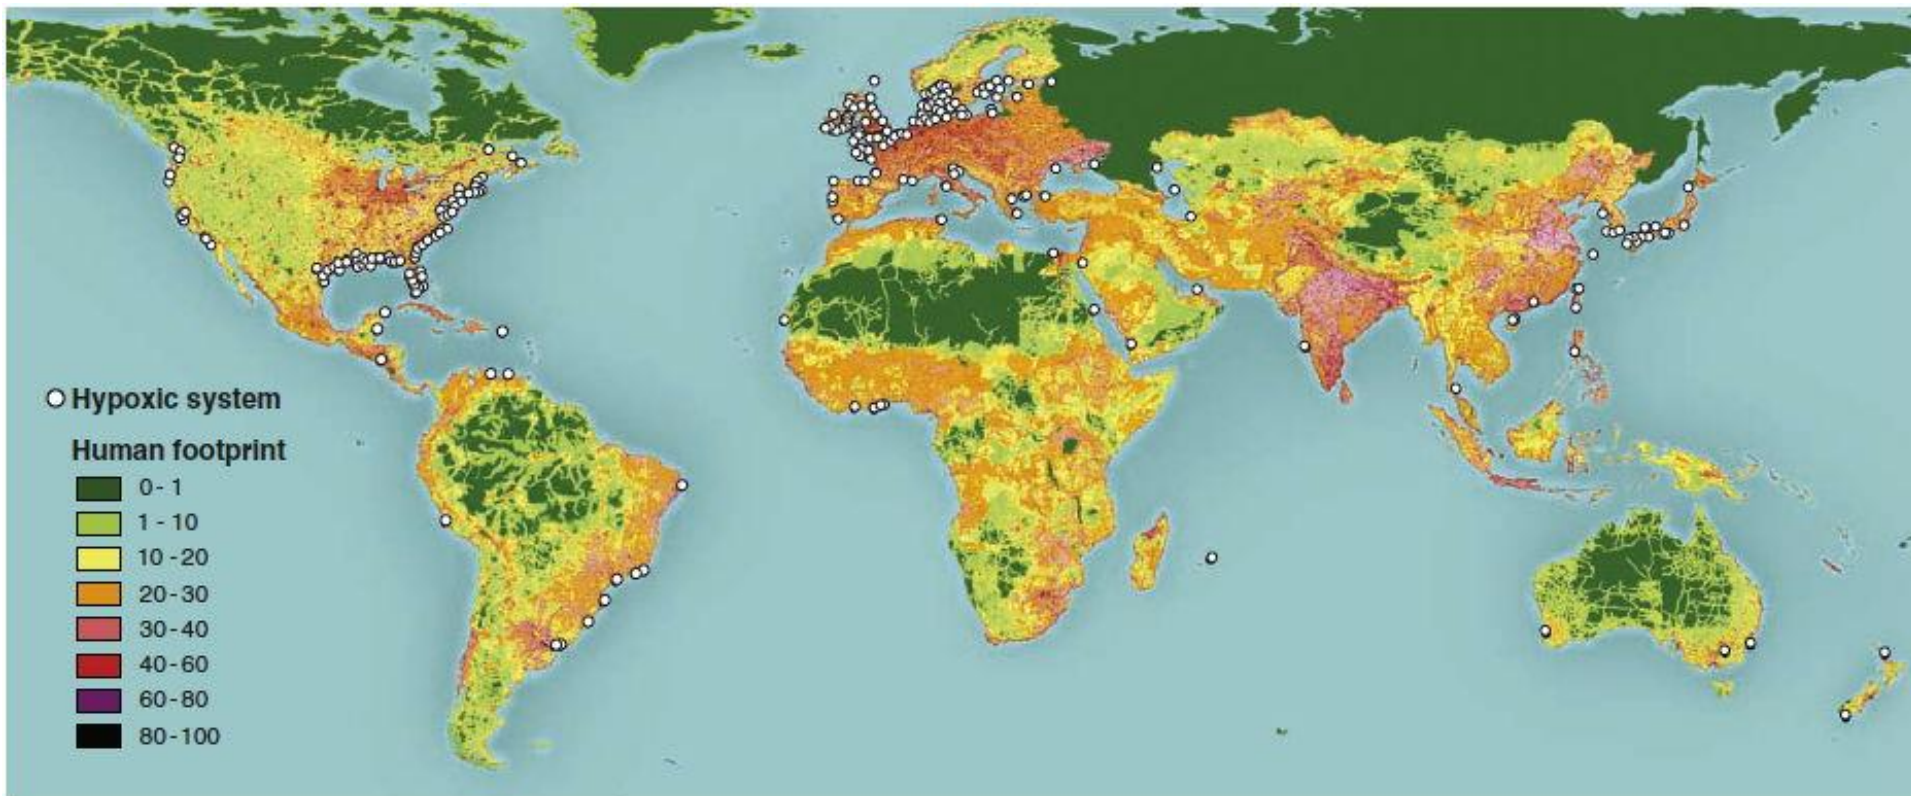 Hypoxic system
Human footprint
0 - 1
1 - 10
10 - 20
20 - 30
30 - 40
40 - 60
60 - 80
80 - 100